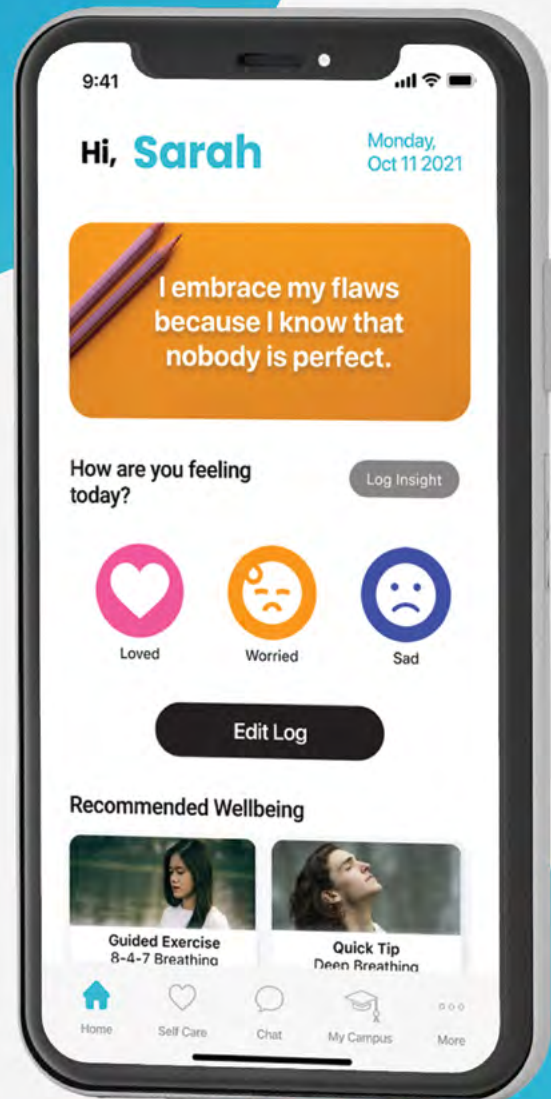 9:41
Hi, Sarah
Monday,
Oct 11 2021
I embrace my flaws
because I know that
nobody is perfect.
How are you feeling
today?
Log Insight
Loved
Worried
Sad
Edit Log
Recommended Wellbeing
Guided Exercise
8-4-7 Breathing
Quick Tip
Deep Breathing
Home
Self Care
Chat
My Campus
More